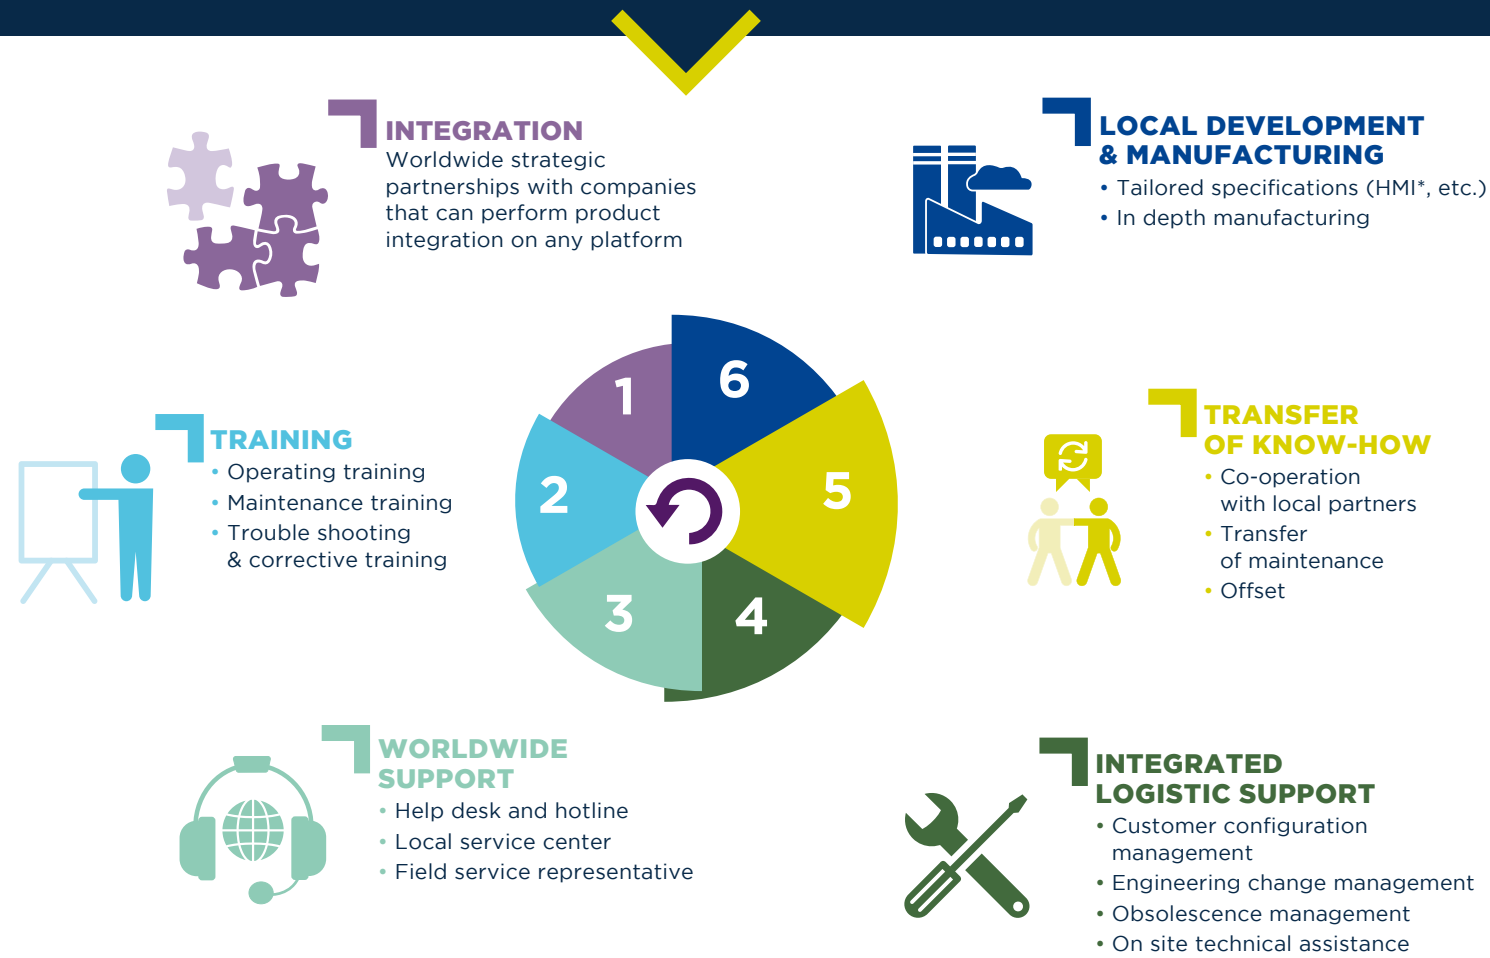 INTEGRATION
Worldwide strategic
partnerships with companies
that can perform product
integration on any platform
LOCAL DEVELOPMENT
& MANUFACTURING
• Tailored specifications (HMI*, etc.)
• In depth manufacturing
1
6
2
5
3
4
TRAINING
• Operating training
• Maintenance training
• Trouble shooting
& corrective training
TRANSFER
OF KNOW-HOW
• Co-operation
with local partners
• Transfer
of maintenance
• Offset
WORLDWIDE
SUPPORT
• Help desk and hotline
• Local service center
• Field service representative
INTEGRATED
LOGISTIC SUPPORT
• Customer configuration
management
• Engineering change management
• Obsolescence management
• On site technical assistance